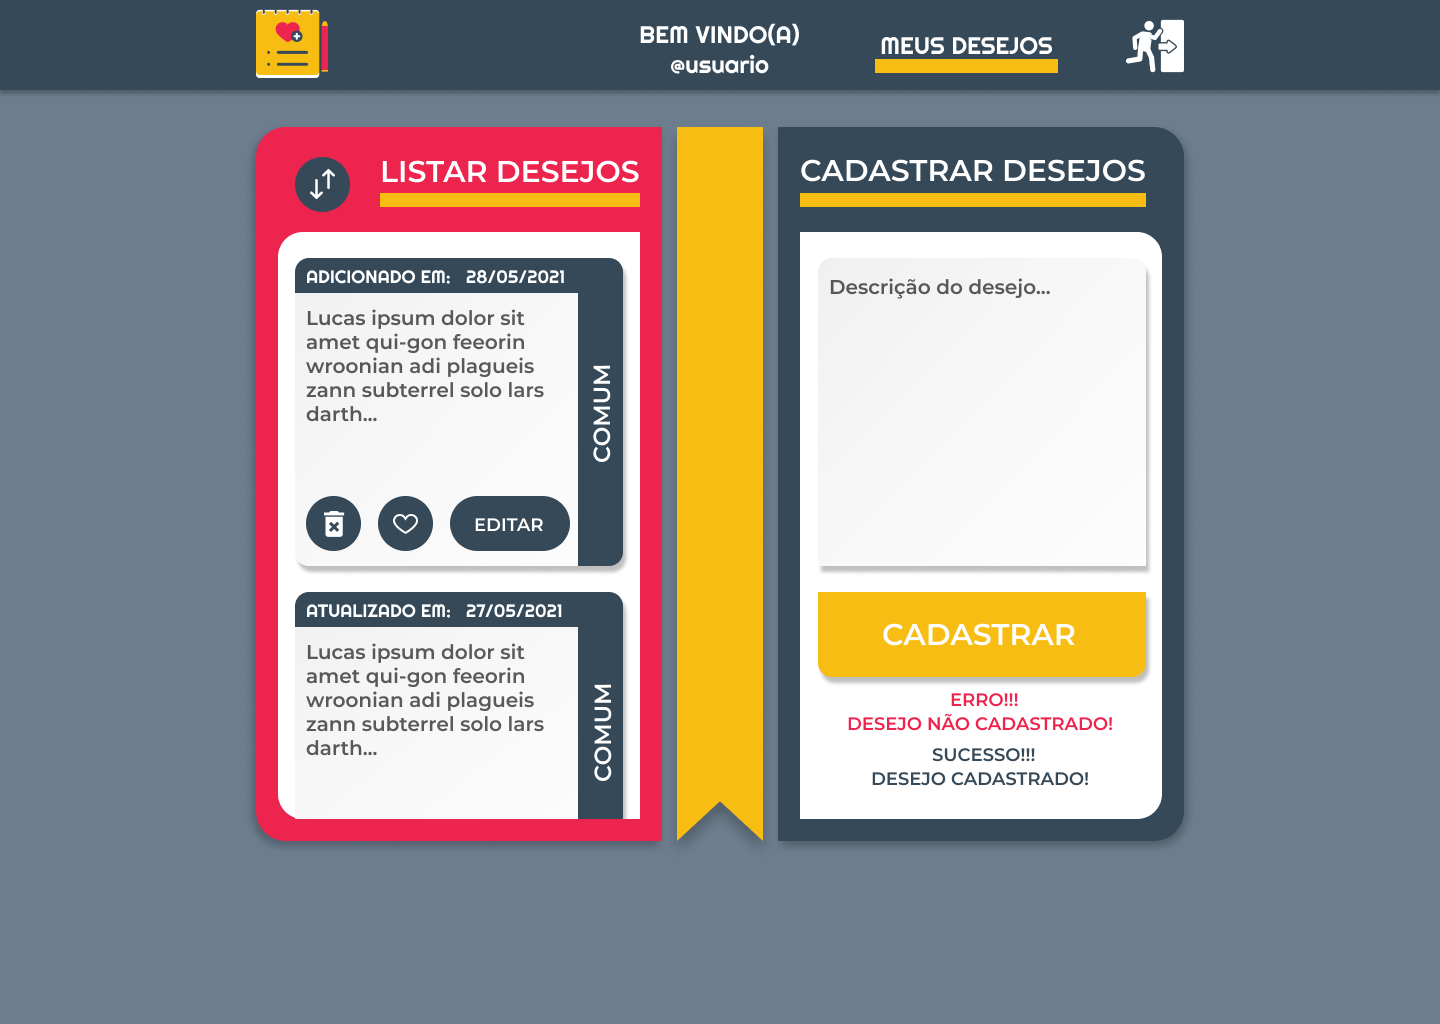 BEM VINDO(A)
@usuario
MEUS DESEJOS
LISTAR DESEJOS
ADICIONADO EM: 28/05/2021
Lucas ipsum dolor sit
amet qui-gon feeorin
wroonian adi plagueis
zann subterrel solo lars
darth...
COMUM
EDITAR
ATUALIZADO EM: 27/05/2021
Lucas ipsum dolor sit
amet qui-gon feeorin
wroonian adi plagueis
zann subterrel solo lars
darth...
COMUM
CADASTRAR DESEJOS
Descrição do desejo...
CADASTRAR
ERRO!!!
DESEJO NÃO CADASTRADO!
SUCESSO!!!
DESEJO CADASTRADO!